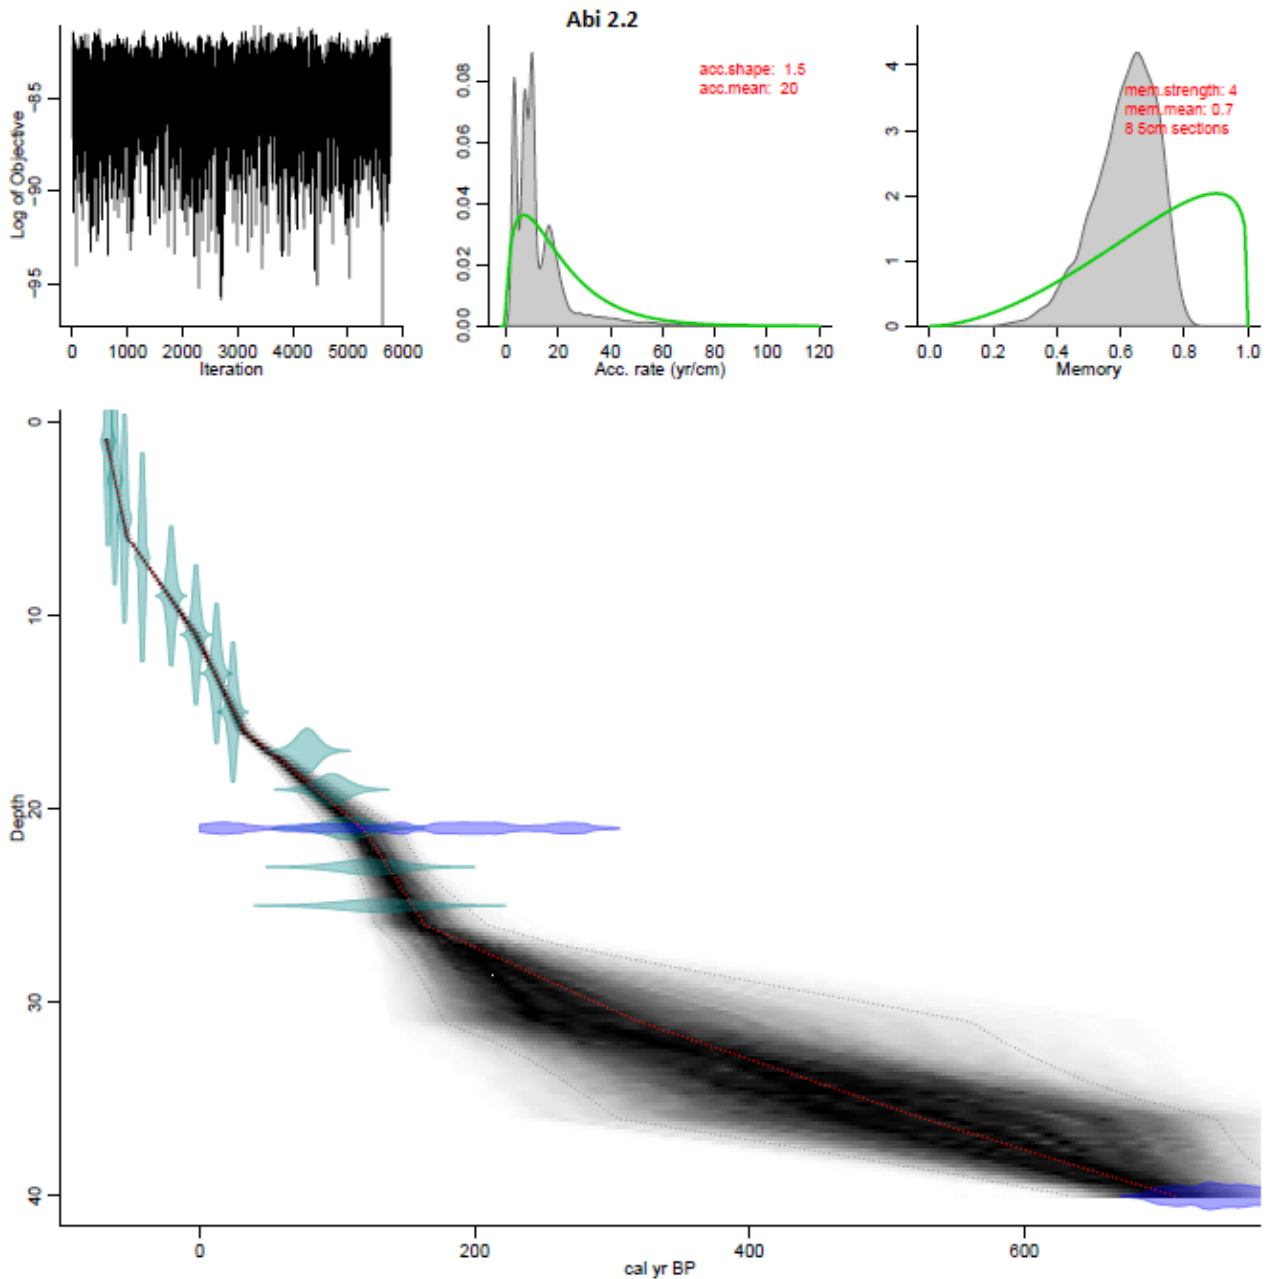 Abi 2.2
Log of Objective
−95 −90 −85
0 1000 2000 3000 4000 5000 6000
Iteration
acc.shape: 1.5
acc.mean: 20
0.00 0.02 0.04 0.06 0.08
0 20 40 60 80 100 120
Acc. rate (yr/cm)
mem.strength: 4
mem.mean: 0.7
8 5cm sections
0 1 2 3 4
0.0 0.2 0.4 0.6 0.8 1.0
Memory
Depth
0 10 20 30 40
0 200 400 600
cal yr BP